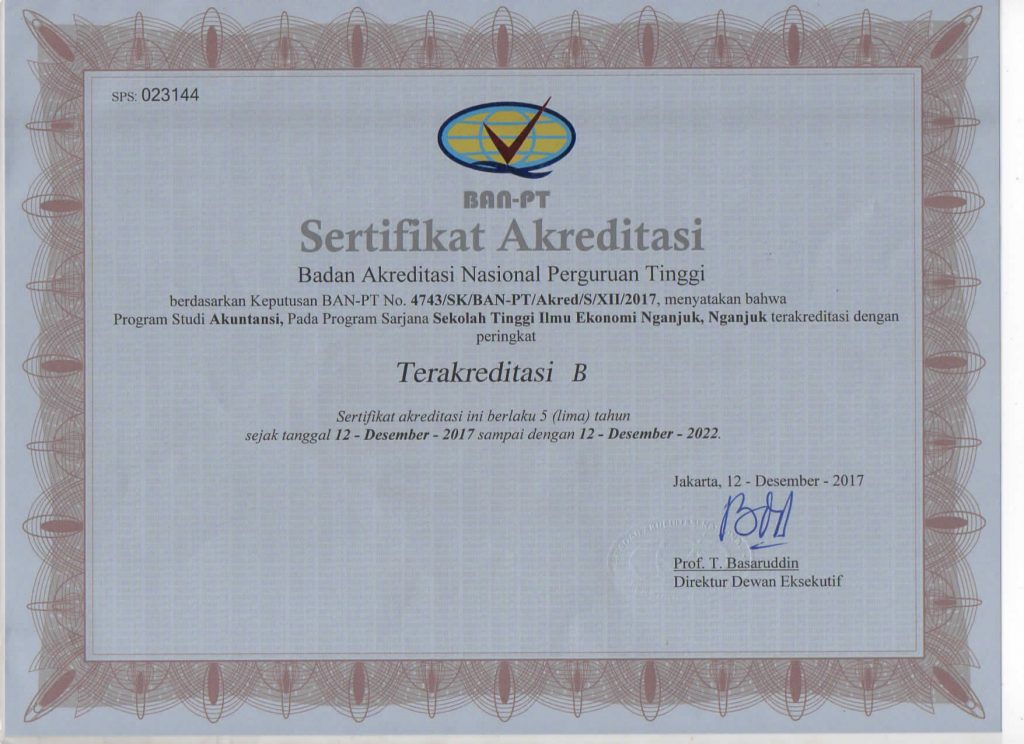 SPS: 023144
BAN-PT
Sertifikat Akreditasi
Badan Akreditasi Nasional Perguruan Tinggi
berdasarkan Keputusan BAN-PT No. 4743/SK/BAN-PT/Akred/S/XII/2017, menyatakan bahwa
Program Studi Akuntansi, Pada Program Sarjana Sekolah Tinggi Ilmu Ekonomi Nganjuk, Nganjuk terakreditasi dengan
peringkat
Terakreditasi B
Sertifikat akreditasi ini berlaku 5 (lima) tahun
sejak tanggal 12 - Desember - 2017 sampai dengan 12 - Desember - 2022.
Jakarta, 12 - Desember - 2017
Prof. T. Basaruddin
Direktur Dewan Eksekutif